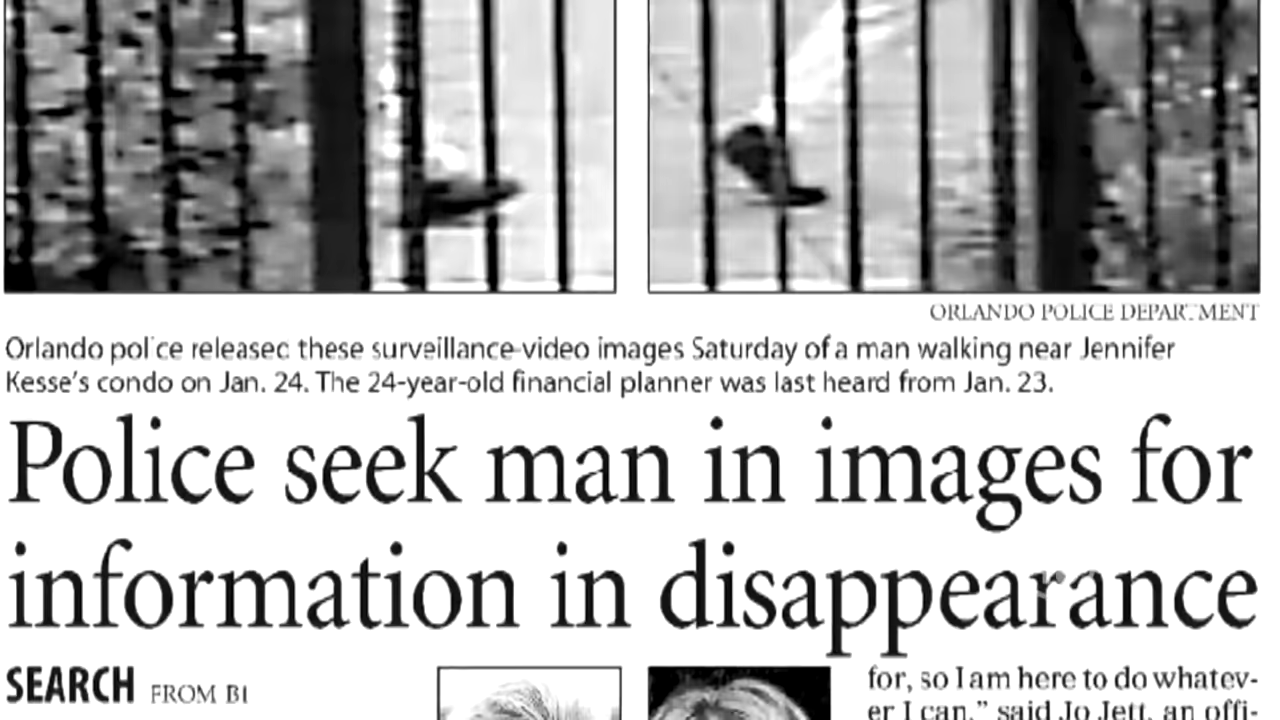 ORLANDO POLICE DEPARTMENT
Orlando police released these surveillance-video images Saturday of a man walking near Jennifer
Kesse's condo on Jan. 24. The 24-year-old financial planner was last heard from Jan. 23.
Police seek man in images for
information in disappearance
SEARCH FROM B1
for, so I am here to do whatev-
er I can," said Jo Jett, an offi-